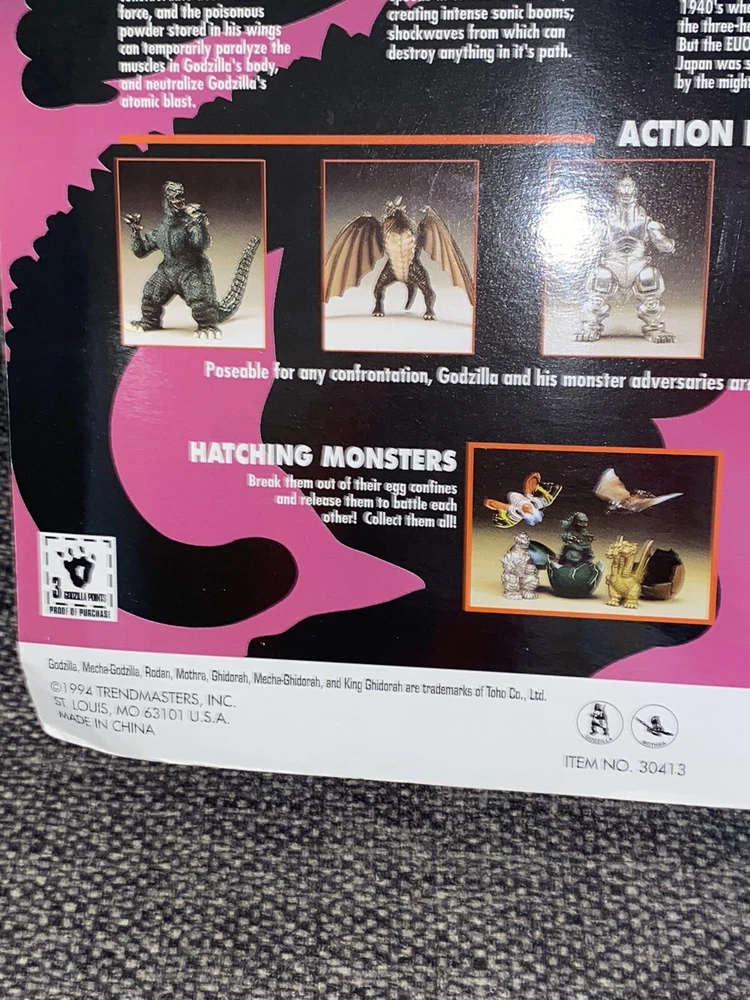 force, and the poisonous
powder stored in his wings
can temporarily paralyze the
muscles in Godzilla's body,
and neutralize Godzilla's
atomic blast.
creating intense sonic booms;
shockwaves from which can
destroy anything in it's path.
1940's whe
the three-h
But the EUO
Japan was s
by the migh
ACTION
Poseable for any confrontation, Godzilla and his monster adversaries are
HATCHING MONSTERS
Break them out of their egg confines
and release them to battle each
other! Collect them all!
3 GODZILLA POINTS
PROOF OF PURCHASE
Godzilla, Mecha-Godzilla, Rodan, Mothra, Ghidorah, Mecha-Ghidorah, and King Ghidorah are trademarks of Toho Co., Ltd.
©1994 TRENDMASTERS, INC.
ST. LOUIS, MO 63101 U.S.A.
MADE IN CHINA
GODZILLA
MOTHRA
ITEM NO. 30413